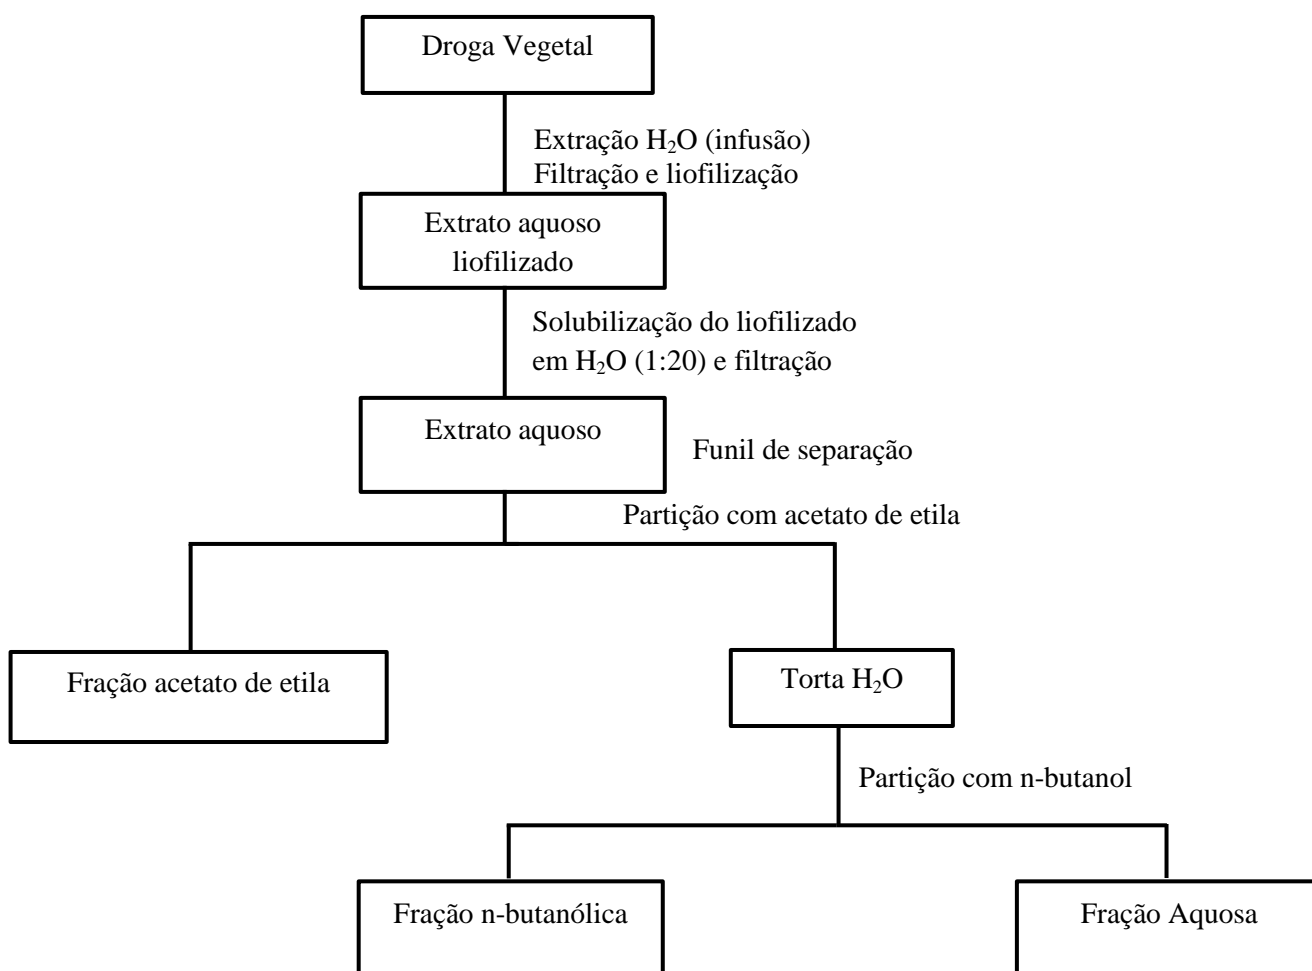 Droga Vegetal
Extração H₂O (infusão)
Filtração e liofilização
Extrato aquoso
liofilizado
Solubilização do liofilizado
em H₂O (1:20) e filtração
Extrato aquoso
Funil de separação
Partição com acetato de etila
Fração acetato de etila
Torta H₂O
Partição com n-butanol
Fração n-butanólica
Fração Aquosa